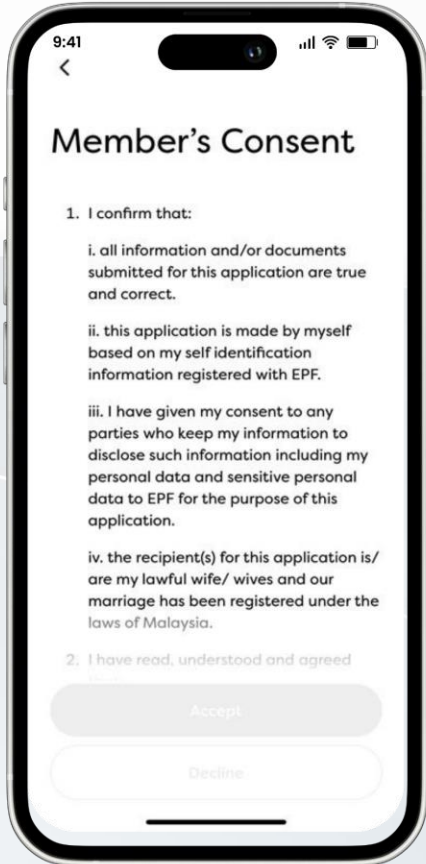 9:41
Member’s Consent
1. I confirm that:
i. all information and/or documents
submitted for this application are true
and correct.
ii. this application is made by myself
based on my self identification
information registered with EPF.
iii. I have given my consent to any
parties who keep my information to
disclose such information including my
personal data and sensitive personal
data to EPF for the purpose of this
application.
iv. the recipient(s) for this application is/
are my lawful wife/ wives and our
marriage has been registered under the
laws of Malaysia.
2. I have read, understood and agreed
Accept
Decline